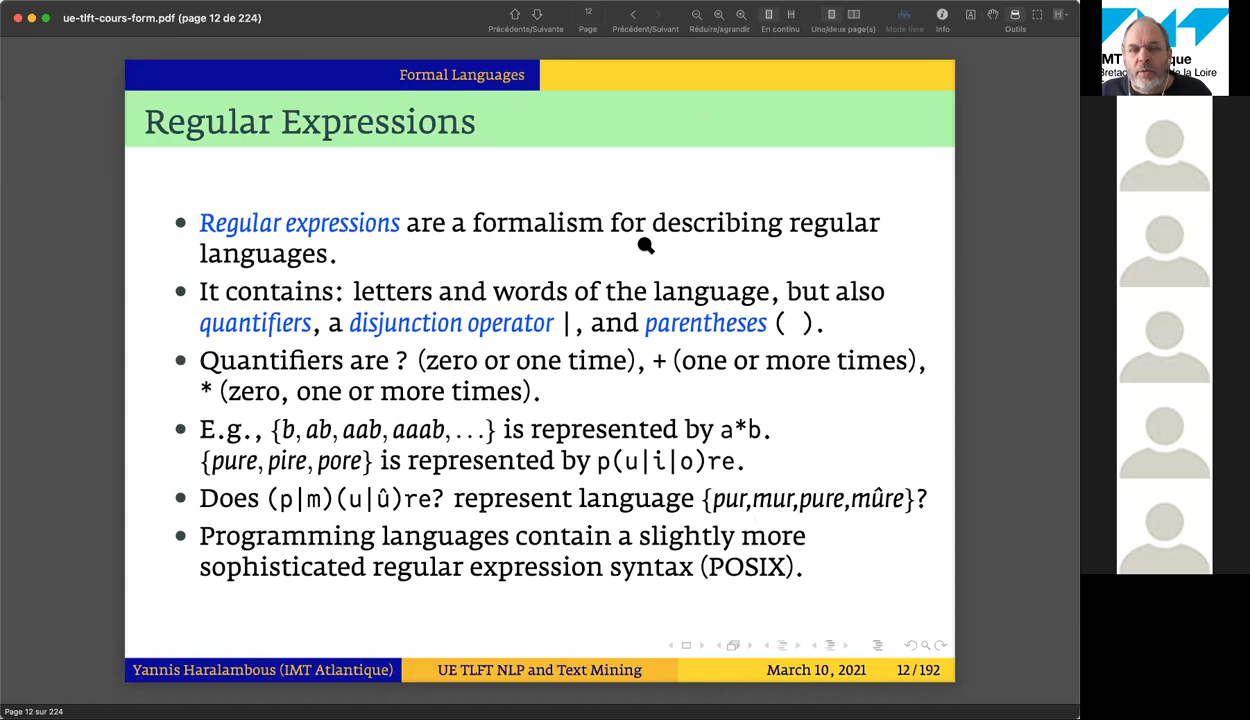 ue-tlft-cours-form.pdf (page 12 de 224)
12
Précédente/Suivante
Page
Précédent/Suivant
Réduire/agrandir
En continu
Une/deux page(s)
Mode livre
Info
Outils
Formal Languages
Regular Expressions
• Regular expressions are a formalism for describing regular
languages.
• It contains: letters and words of the language, but also
quantifiers, a disjunction operator |, and parentheses ( ).
• Quantifiers are ? (zero or one time), + (one or more times),
* (zero, one or more times).
• E.g., {b, ab, aab, aaab, ...} is represented by a*b.
{pure, pire, pore} is represented by p(u|i|o)re.
• Does (p|m)(u|û)re? represent language {pur,mur,pure,mûre}?
• Programming languages contain a slightly more
sophisticated regular expression syntax (POSIX).
Yannis Haralambous (IMT Atlantique)
UE TLFT NLP and Text Mining
March 10, 2021
12/192
Page 12 sur 224
de la Loire